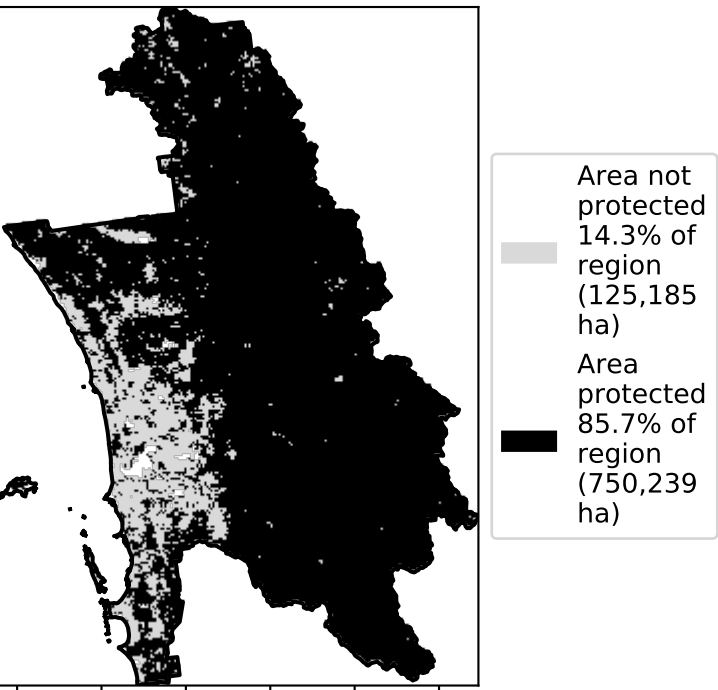 Area not
protected
14.3% of
region
(125,185
ha)
Area
protected
85.7% of
region
(750,239
ha)